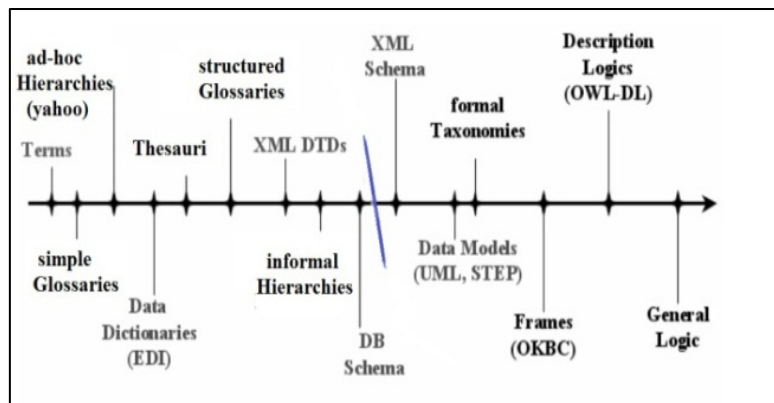 ad-hoc
Hierarchies
(yahoo)
Terms
simple
Glossaries
Data
Dictionaries
(EDI)
Thesauri
structured
Glossaries
XML DTDs
informal
Hierarchies
DB
Schema
XML
Schema
formal
Taxonomies
Data Models
(UML, STEP)
Frames
(OKBC)
Description
Logics
(OWL-DL)
General
Logic